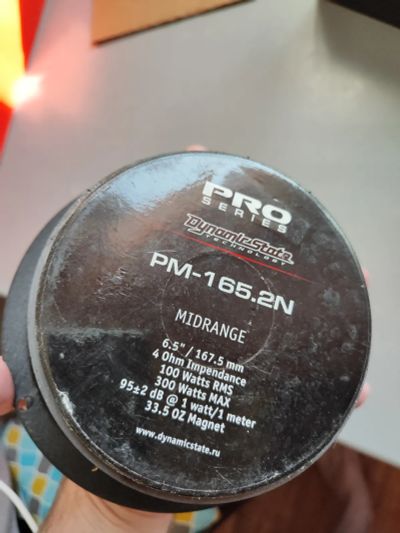 PRO
SERIES
DynamicState
TECHNOLOGY
PM-165.2N
MIDRANGE
6.5" / 167.5 mm
4 Ohm Impendance
100 Watts RMS
300 Watts MAX
95±2 dB @ 1 watt/1 meter
33.5 OZ Magnet
www.dynamicstate.ru